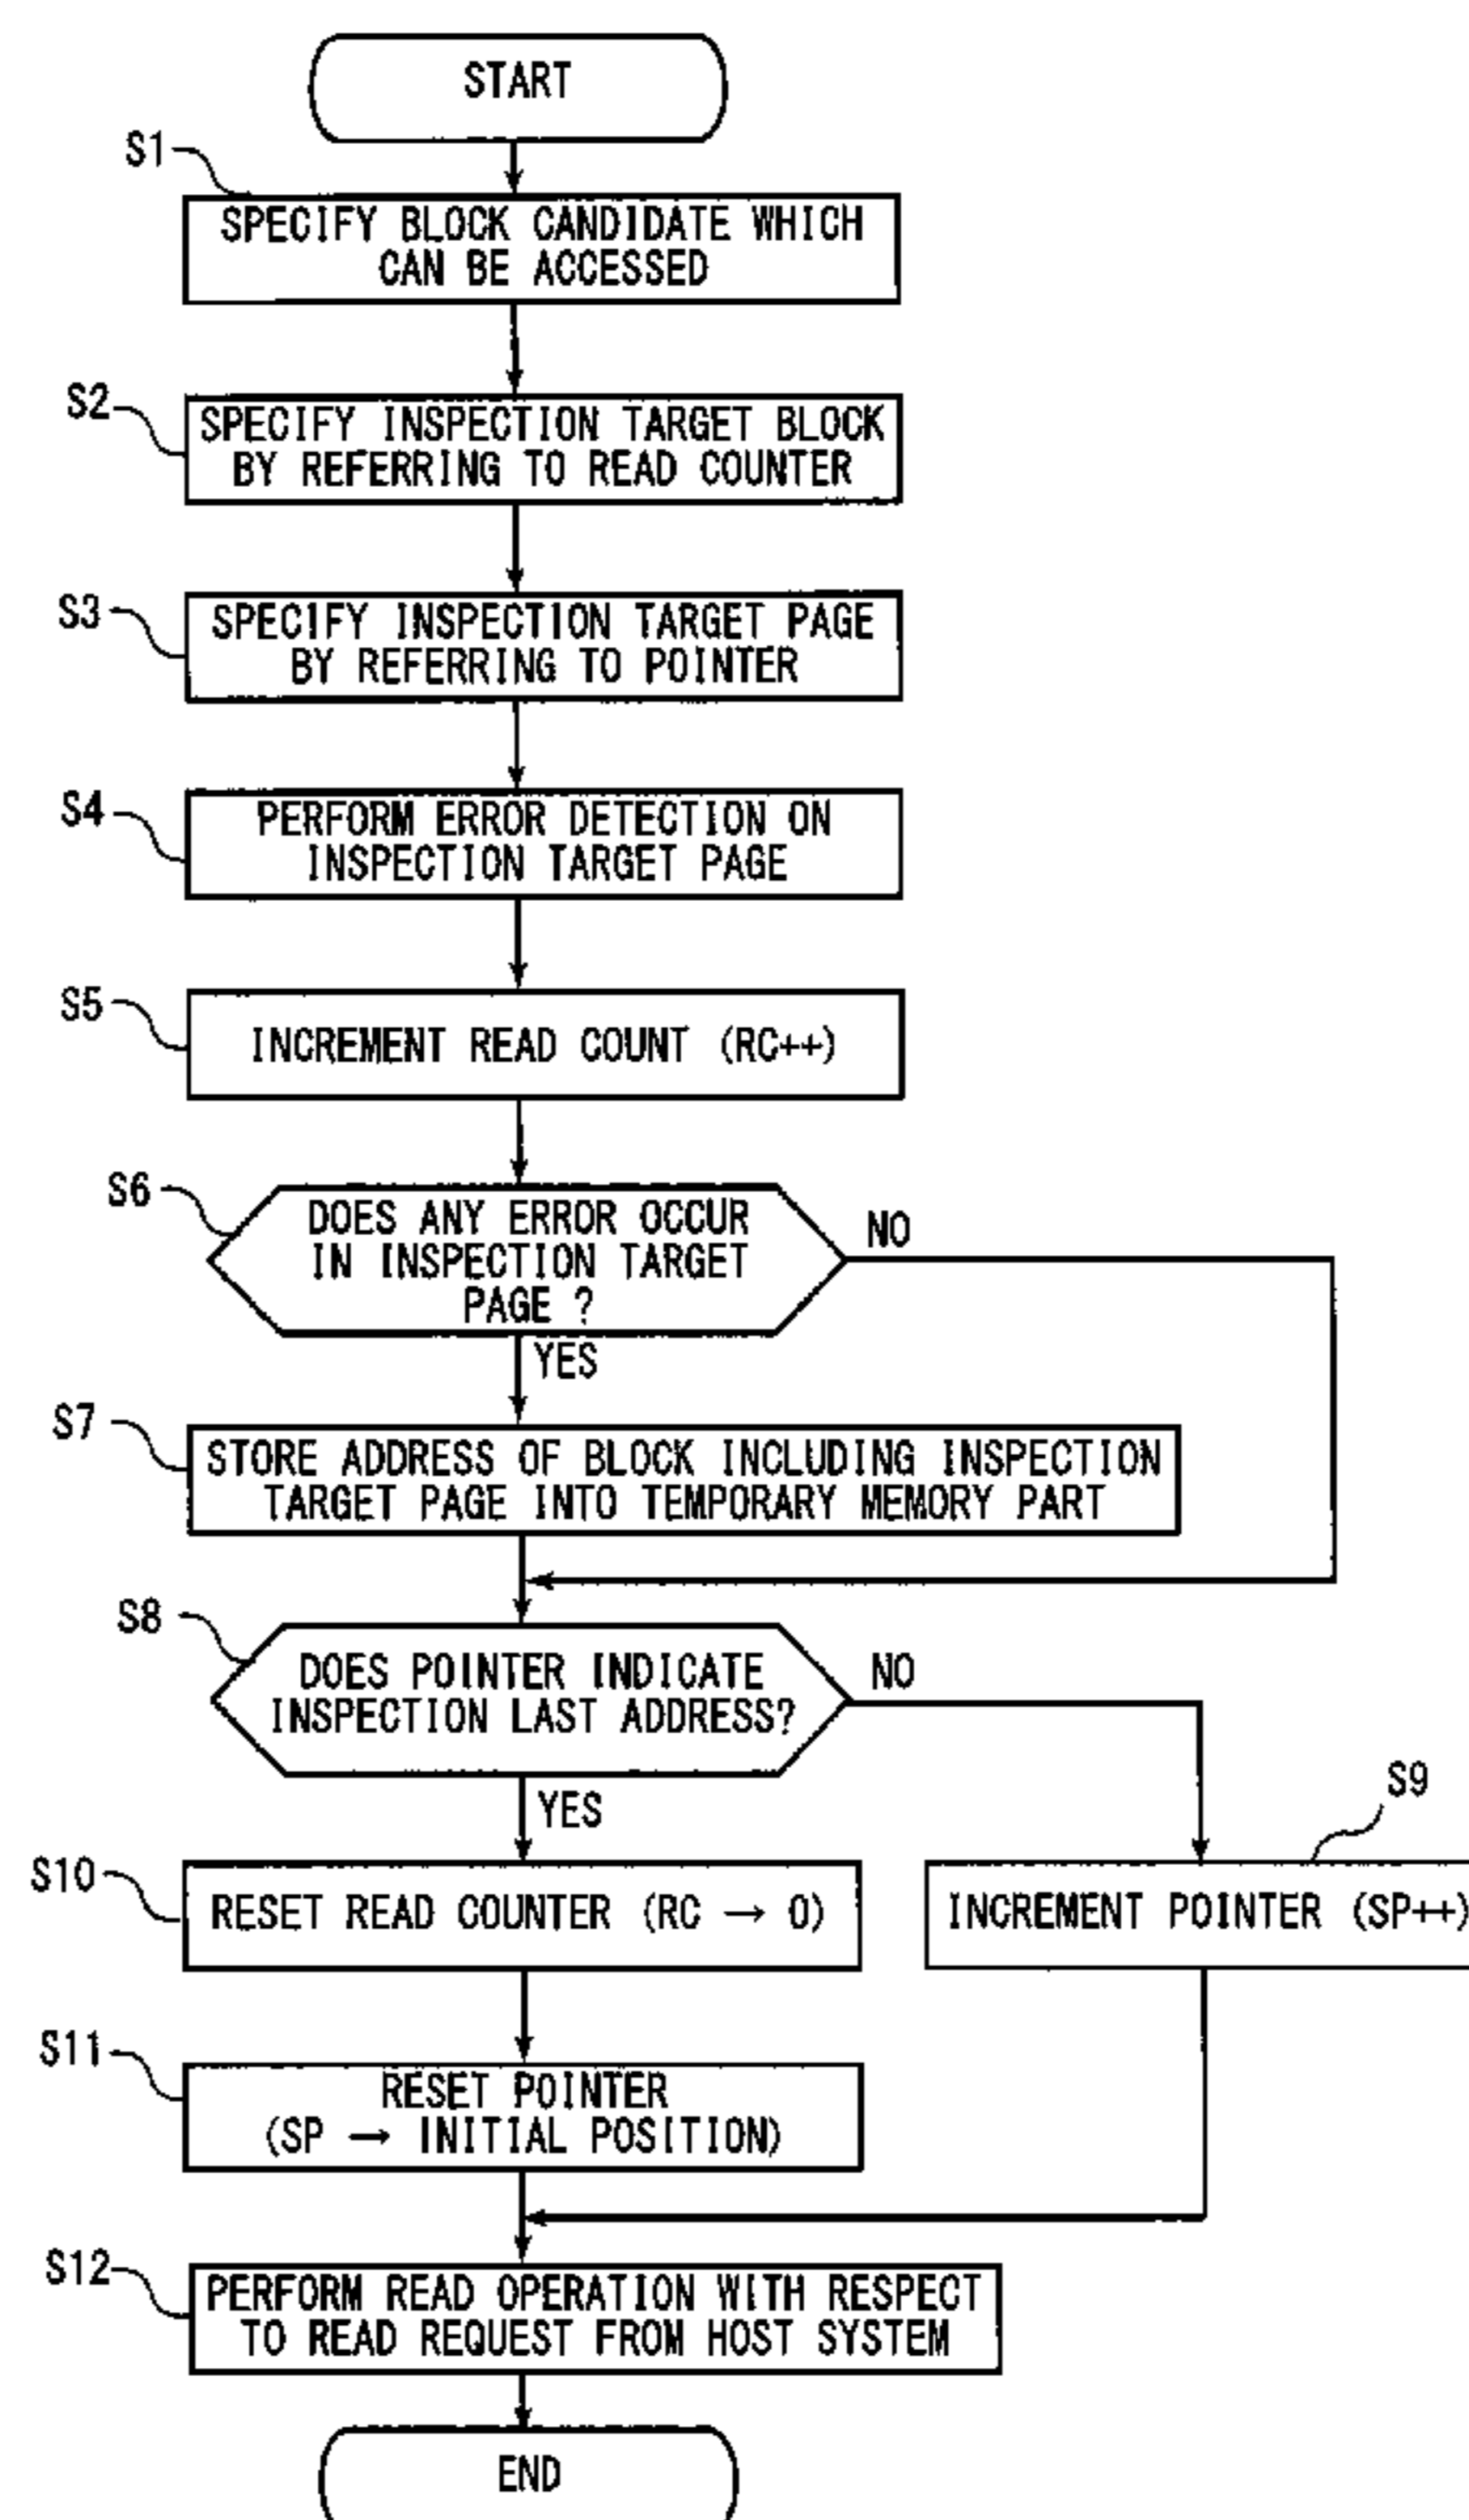 START
S1
SPECIFY BLOCK CANDIDATE WHICH
CAN BE ACCESSED
S2
SPECIFY INSPECTION TARGET BLOCK
BY REFERRING TO READ COUNTER
S3
SPECIFY INSPECTION TARGET PAGE
BY REFERRING TO POINTER
S4
PERFORM ERROR DETECTION ON
INSPECTION TARGET PAGE
S5
INCREMENT READ COUNT (RC++)
S6
DOES ANY ERROR OCCUR
IN INSPECTION TARGET
PAGE ?
NO
YES
S7
STORE ADDRESS OF BLOCK INCLUDING INSPECTION
TARGET PAGE INTO TEMPORARY MEMORY PART
S8
DOES POINTER INDICATE
INSPECTION LAST ADDRESS?
NO
YES
S9
INCREMENT POINTER (SP++)
S10
RESET READ COUNTER (RC → 0)
S11
RESET POINTER
(SP → INITIAL POSITION)
S12
PERFORM READ OPERATION WITH RESPECT
TO READ REQUEST FROM HOST SYSTEM
END